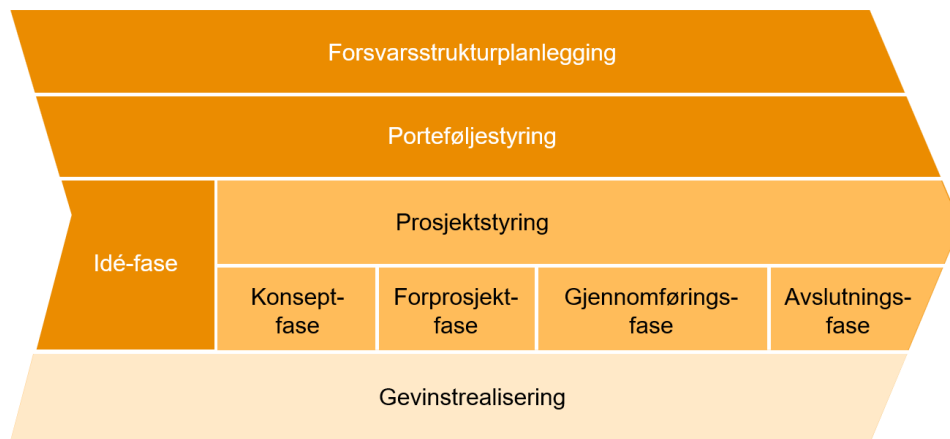 Forsvarsstrukturplanlegging
Porteføljestyring
Prosjektstyring
Idé-fase
Konsept-
fase
Forprosjekt-
fase
Gjennomførings-
fase
Avslutnings-
fase
Gevinstrealisering